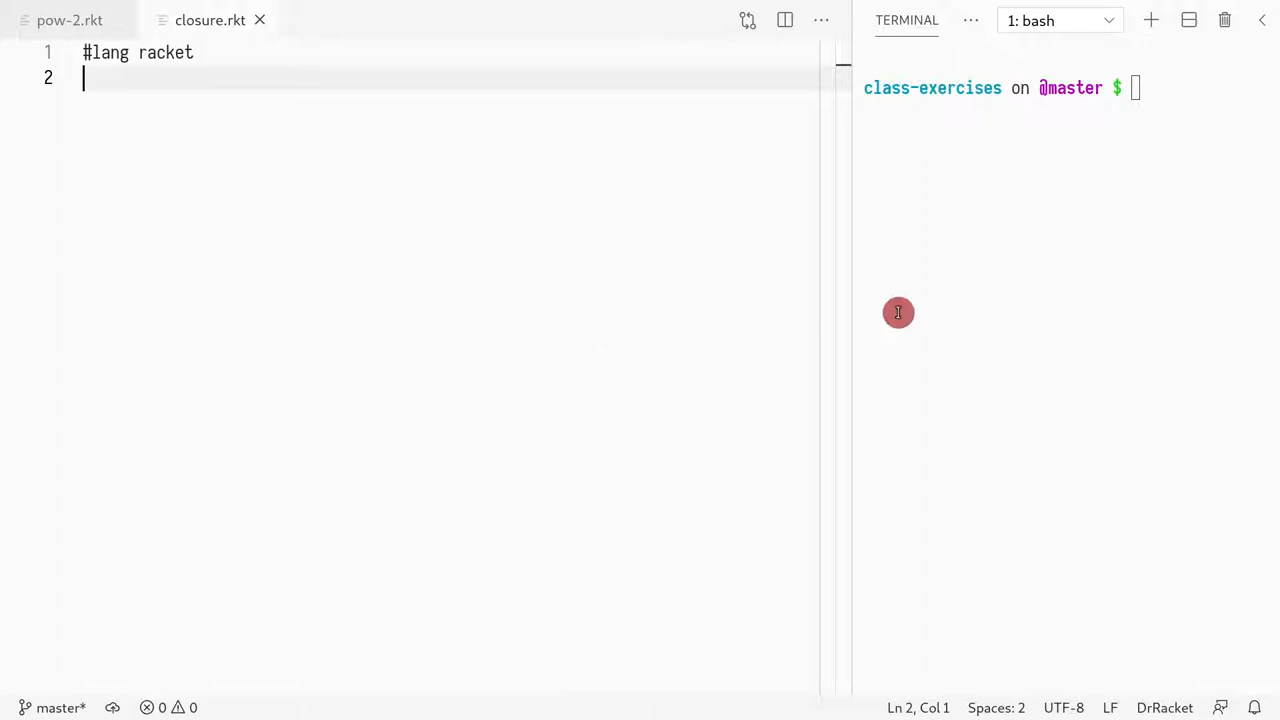 pow-2.rkt
closure.rkt
TERMINAL
1: bash
1 #lang racket
2
class-exercises on @master $
master*
0 0
Ln 2, Col 1
Spaces: 2
UTF-8
LF
DrRacket